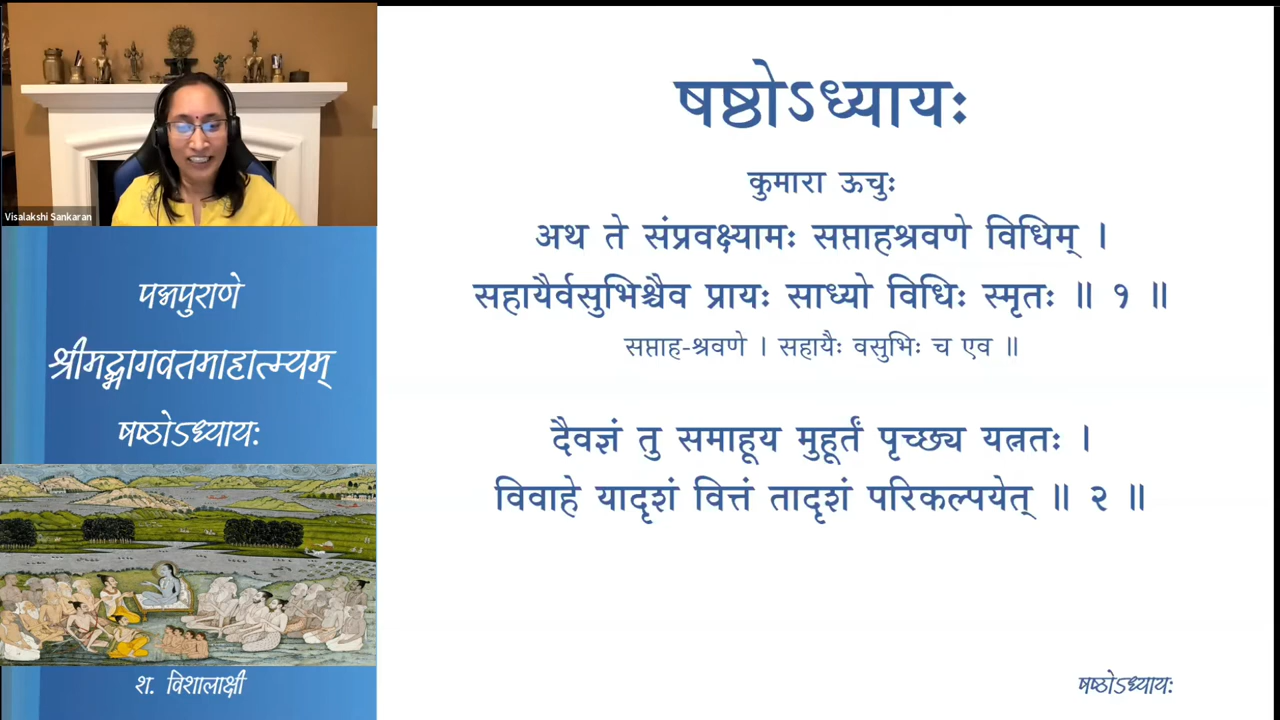 Visalakshi Sankaran
पद्मपुराणे
श्रीमद्भागवतमाहात्म्यम्
षष्ठोऽध्यायः
श. विशालाक्षी
षष्ठोऽध्यायः
कुमारा ऊचुः
अथ ते संप्रवक्ष्यामः सप्ताहश्रवणे विधिम् ।
सहायैर्वसुभिश्चैव प्रायः साध्यो विधिः स्मृतः ॥ १ ॥
सप्ताह-श्रवणे । सहायैः वसुभिः च एव ॥
दैवज्ञं तु समाहूय मुहूर्तं पृच्छ्य यत्नतः ।
विवाहे यादृशं वित्तं तादृशं परिकल्पयेत् ॥ २ ॥
षष्ठोऽध्यायः